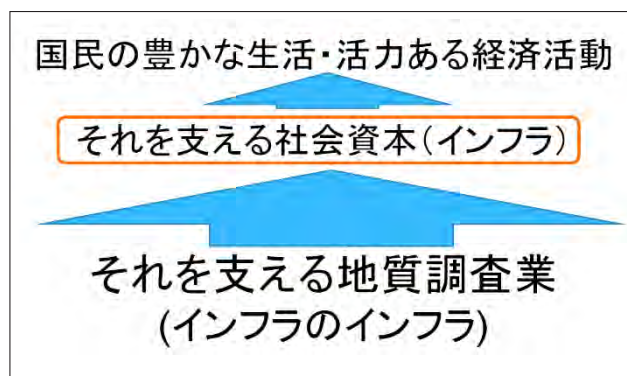 国民の豊かな生活・活力ある経済活動
それを支える社会資本(インフラ)
それを支える地質調査業
(インフラのインフラ)